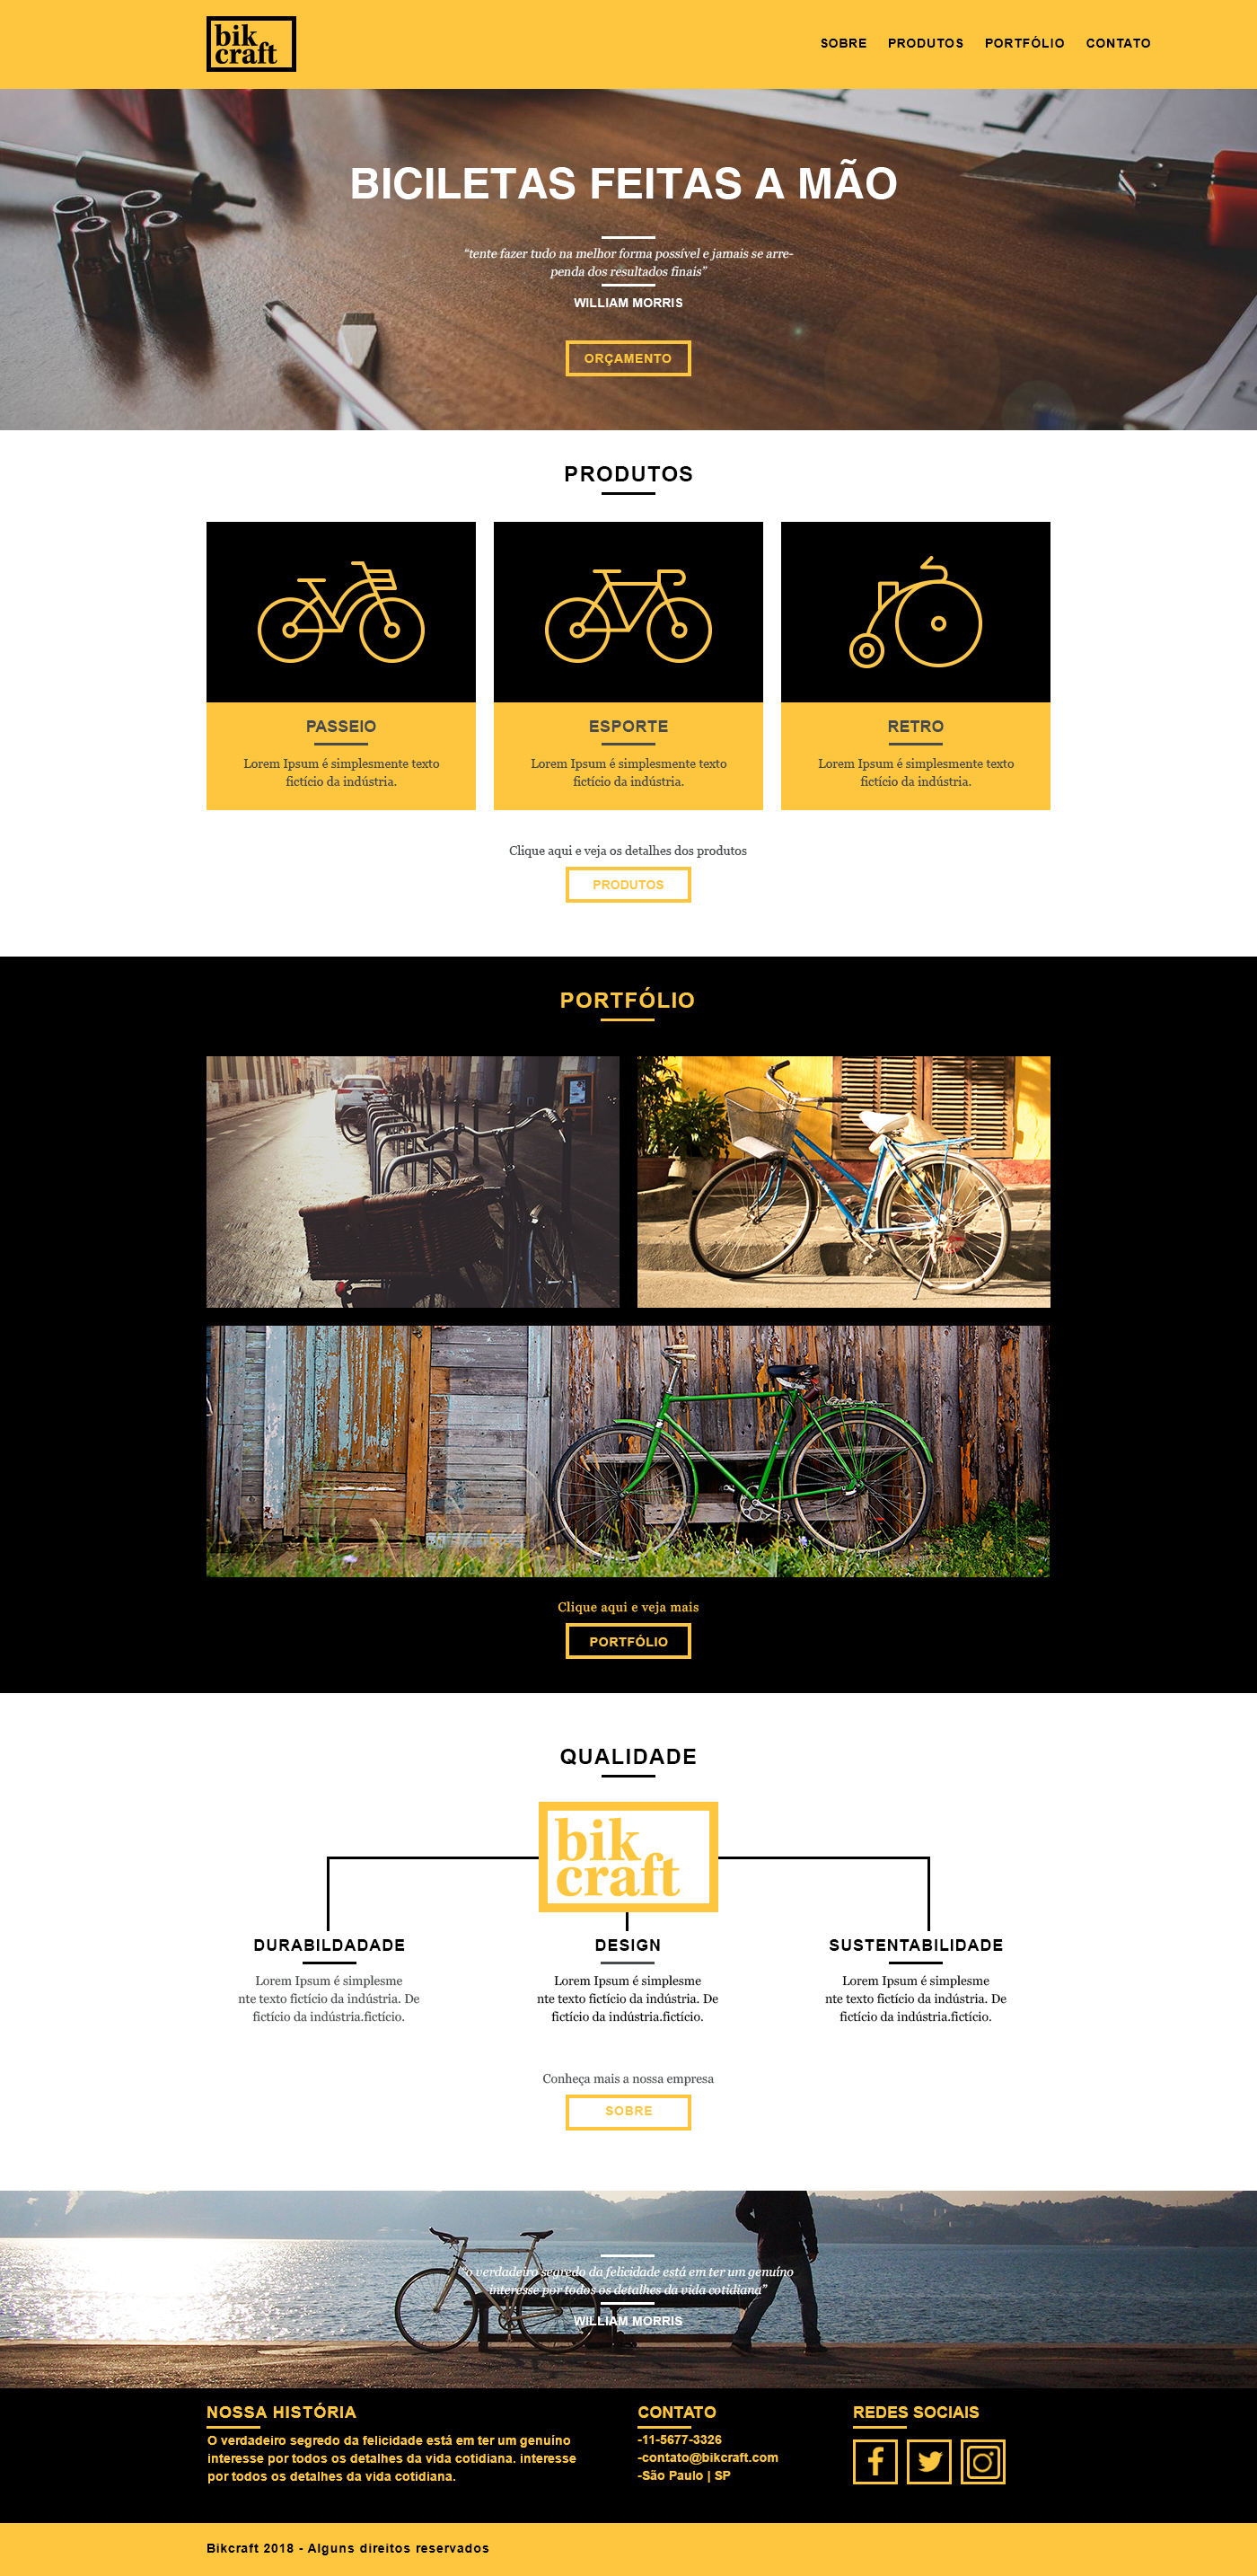 bik
craft
SOBRE PRODUTOS PORTFÓLIO CONTATO
BICILETAS FEITAS A MÃO
“tente fazer tudo na melhor forma possível e jamais se arre-
penda dos resultados finais”
WILLIAM MORRIS
ORÇAMENTO
PRODUTOS
PASSEIO
Lorem Ipsum é simplesmente texto
fictício da indústria.
ESPORTE
Lorem Ipsum é simplesmente texto
fictício da indústria.
RETRO
Lorem Ipsum é simplesmente texto
fictício da indústria.
Clique aqui e veja os detalhes dos produtos
PRODUTOS
PORTFÓLIO
Clique aqui e veja mais
PORTFÓLIO
QUALIDADE
bik
craft
DURABILDADADE
Lorem Ipsum é simplesme
nte texto fictício da indústria. De
fictício da indústria.fictício.
DESIGN
Lorem Ipsum é simplesme
nte texto fictício da indústria. De
fictício da indústria.fictício.
SUSTENTABILIDADE
Lorem Ipsum é simplesme
nte texto fictício da indústria. De
fictício da indústria.fictício.
Conheça mais a nossa empresa
SOBRE
“o verdadeiro segredo da felicidade está em ter um genuíno
interesse por todos os detalhes da vida cotidiana”
WILLIAM MORRIS
NOSSA HISTÓRIA
O verdadeiro segredo da felicidade está em ter um genuíno
interesse por todos os detalhes da vida cotidiana. interesse
por todos os detalhes da vida cotidiana.
CONTATO
-11-5677-3326
-contato@bikcraft.com
-São Paulo | SP
REDES SOCIAIS
Bikcraft 2018 - Alguns direitos reservados